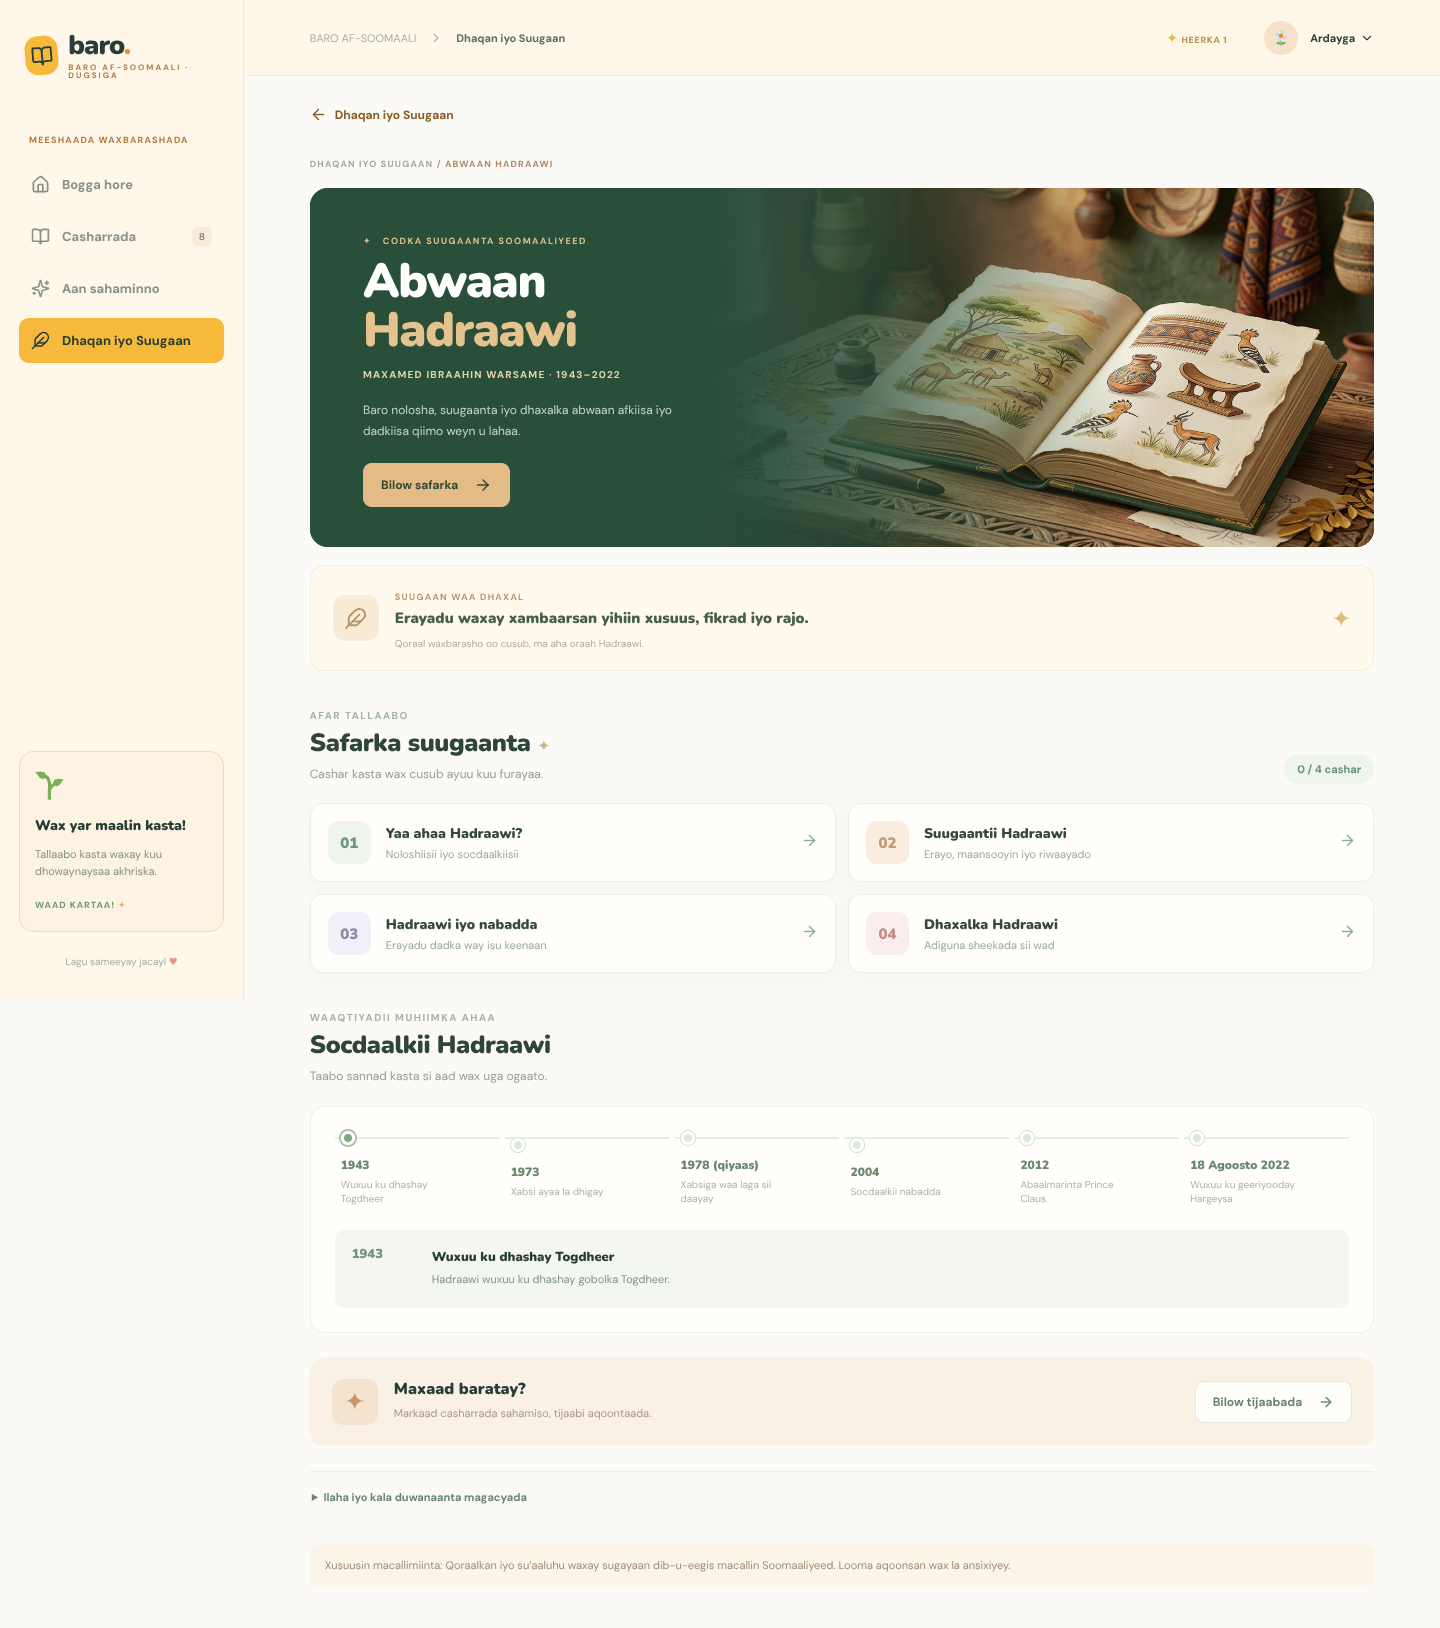 baro.
BARO AF-SOOMAALI ·
DUGSIGA
MEESHAADA WAXBARASHADA
Bogga hore
Casharrada 8
Aan sahaminno
Dhaqan iyo Suugaan
Wax yar maalin kasta!
Tallaabo kasta waxay kuu
dhowaynaysaa akhriska.
WAAD KARTAA! ✦
Lagu sameeyay jacayl ♥
BARO AF-SOOMAALI > Dhaqan iyo Suugaan
✦ HEERKA 1
Ardayga
← Dhaqan iyo Suugaan
DHAQAN IYO SUUGAAN / ABWAAN HADRAAWI
✦ CODKA SUUGAANTA SOOMAALIYEED
Abwaan
Hadraawi
MAXAMED IBRAAHIN WARSAME · 1943–2022
Baro nolosha, suugaanta iyo dhaxalka abwaan afkiisa iyo
dadkiisa qiimo weyn u lahaa.
Bilow safarka →
SUUGAAN WAA DHAXAL
Erayadu waxay xambaarsan yihiin xusuus, fikrad iyo rajo.
Qoraal waxbarasho oo cusub, ma aha oraah Hadraawi.
AFAR TALLAABO
Safarka suugaanta ✦
Cashar kasta wax cusub ayuu kuu furayaa.
0 / 4 cashar
01
Yaa ahaa Hadraawi?
Noloshiisii iyo socdaalkiisii
02
Suugaantii Hadraawi
Erayo, maansooyin iyo riwaayado
03
Hadraawi iyo nabadda
Erayadu dadka way isu keenaan
04
Dhaxalka Hadraawi
Adiguna sheekada sii wad
WAAQTIYADII MUHIIMKA AHAA
Socdaalkii Hadraawi
Taabo sannad kasta si aad wax uga ogaato.
1943
Wuxuu ku dhashay
Togdheer
1973
Xabsi ayaa la dhigay
1978 (qiyaas)
Xabsiga waa laga sii
daayay
2004
Socdaalkii nabadda
2012
Abaalmarinta Prince
Claus
18 Agoosto 2022
Wuxuu ku geeriyooday
Hargeysa
1943
Wuxuu ku dhashay Togdheer
Hadraawi wuxuu ku dhashay gobolka Togdheer.
Maxaad baratay?
Markaad casharrada sahamiso, tijaabi aqoontaada.
Bilow tijaabada →
▶ Ilaha iyo kala duwanaanta magacyada
Xusuusin macallimiinta: Qoraalkan iyo su'aaluhu waxay sugayaan dib-u-eegis macallin Soomaaliyeed. Looma aqoonsan wax la ansixiyey.